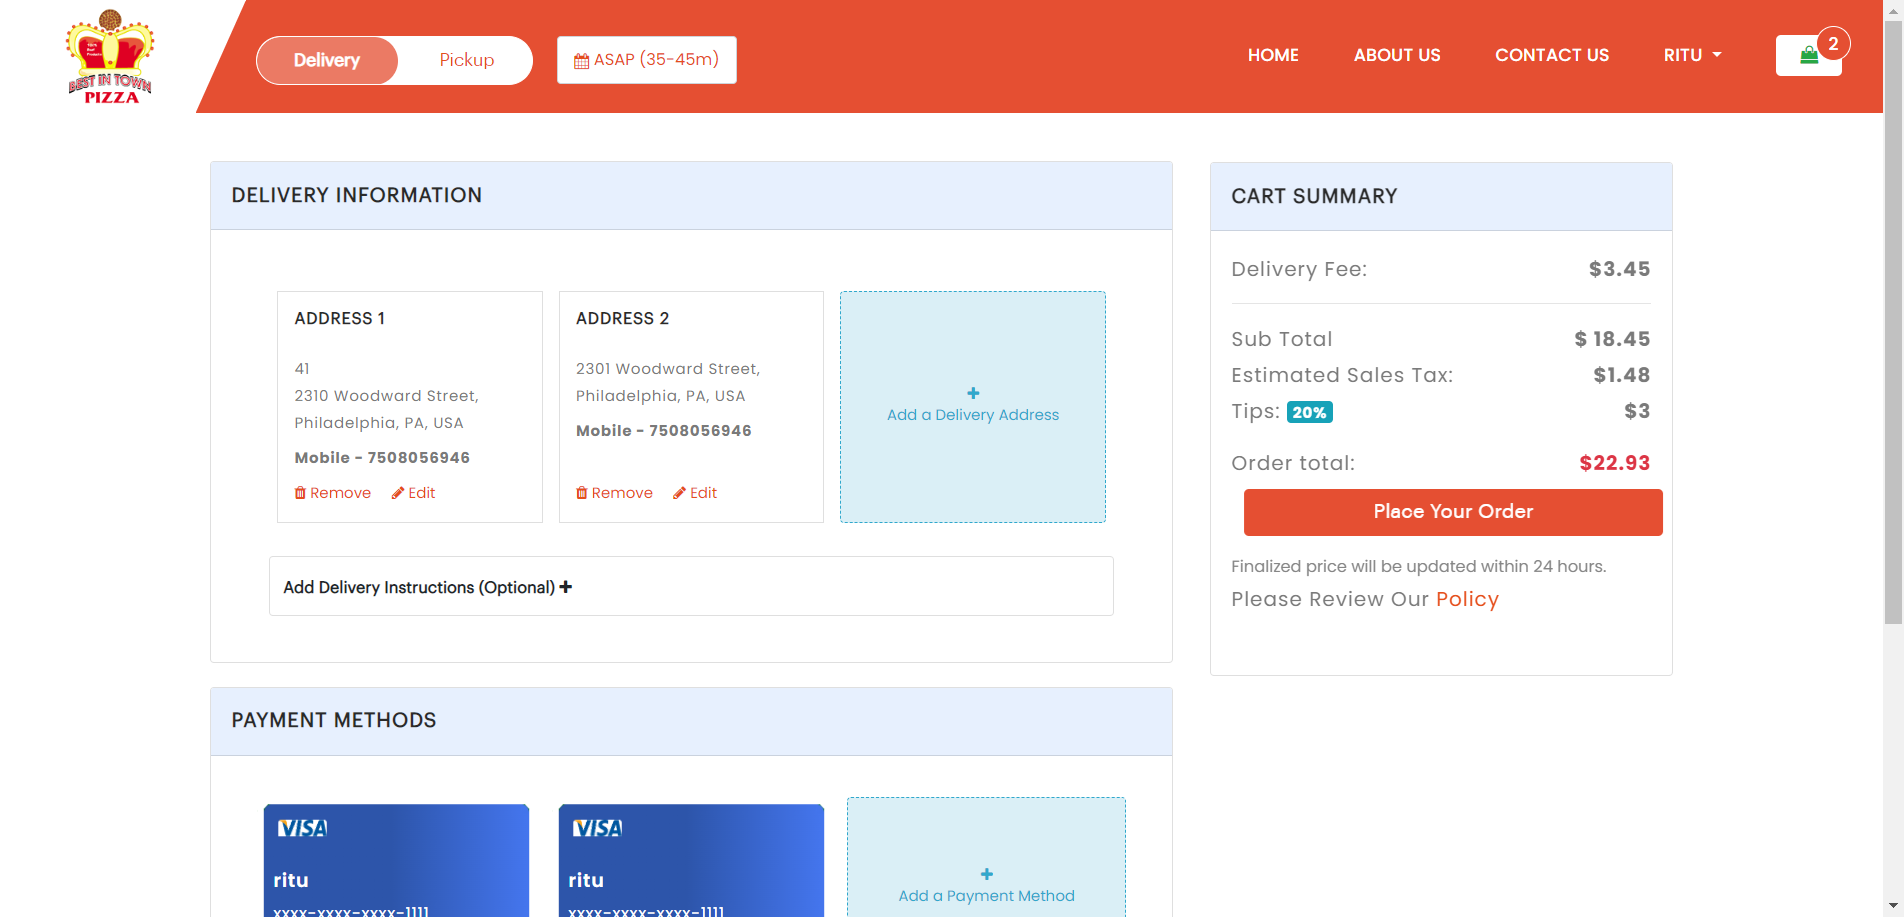 BEST IN TOWN
PIZZA
Delivery
Pickup
ASAP (35-45m)
HOME
ABOUT US
CONTACT US
RITU
2
DELIVERY INFORMATION
ADDRESS 1
41
2310 Woodward Street,
Philadelphia, PA, USA
Mobile - 7508056946
Remove
Edit
ADDRESS 2
2301 Woodward Street,
Philadelphia, PA, USA
Mobile - 7508056946
Remove
Edit
Add a Delivery Address
Add Delivery Instructions (Optional)
CART SUMMARY
Delivery Fee: $3.45
Sub Total $ 18.45
Estimated Sales Tax: $1.48
Tips: 20% $3
Order total: $22.93
Place Your Order
Finalized price will be updated within 24 hours.
Please Review Our Policy
PAYMENT METHODS
VISA
ritu
xxxx-xxxx-xxxx-1111
VISA
ritu
xxxx-xxxx-xxxx-1111
Add a Payment Method